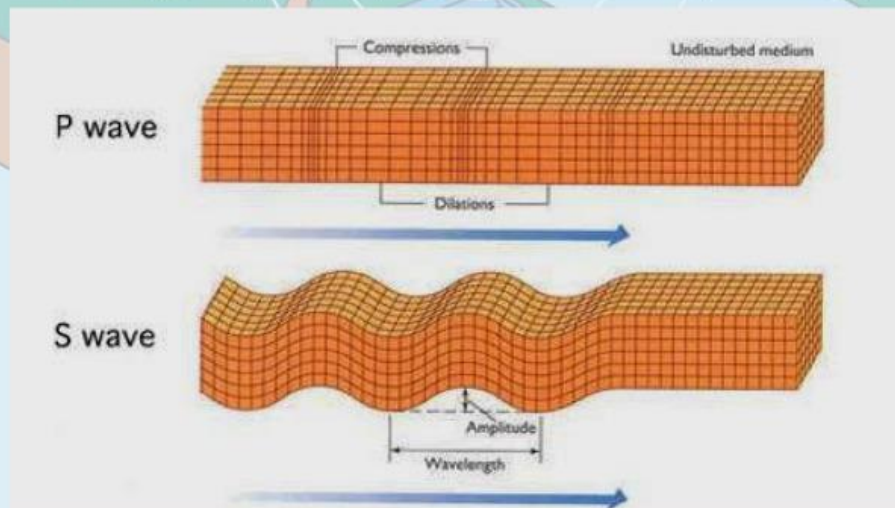 Compressions
Undisturbed medium
P wave
Dilations
S wave
Amplitude
Wavelength